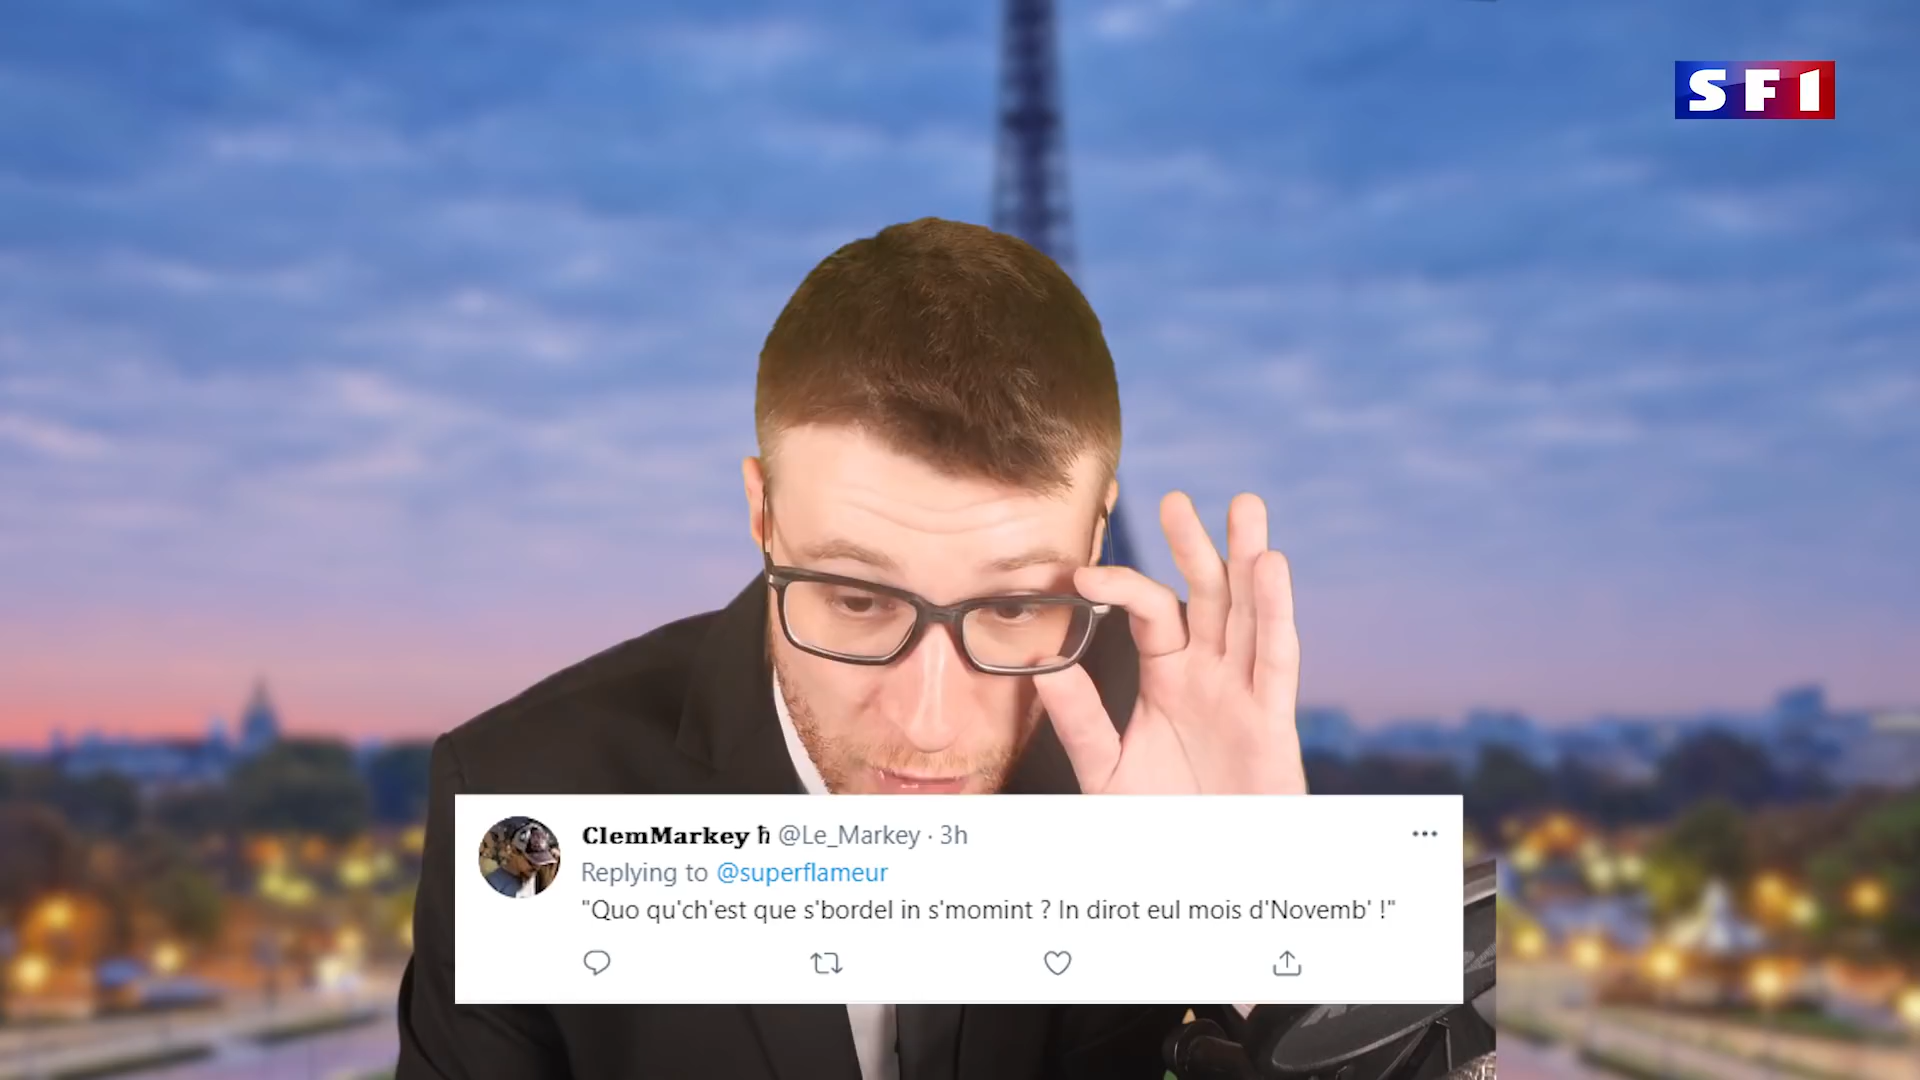 SF1
ClemMarkey ħ @Le_Markey · 3h
Replying to @superflameur
"Quo qu'ch'est que s'bordel in s'momint ? In dirot eul mois d'Novemb' !"